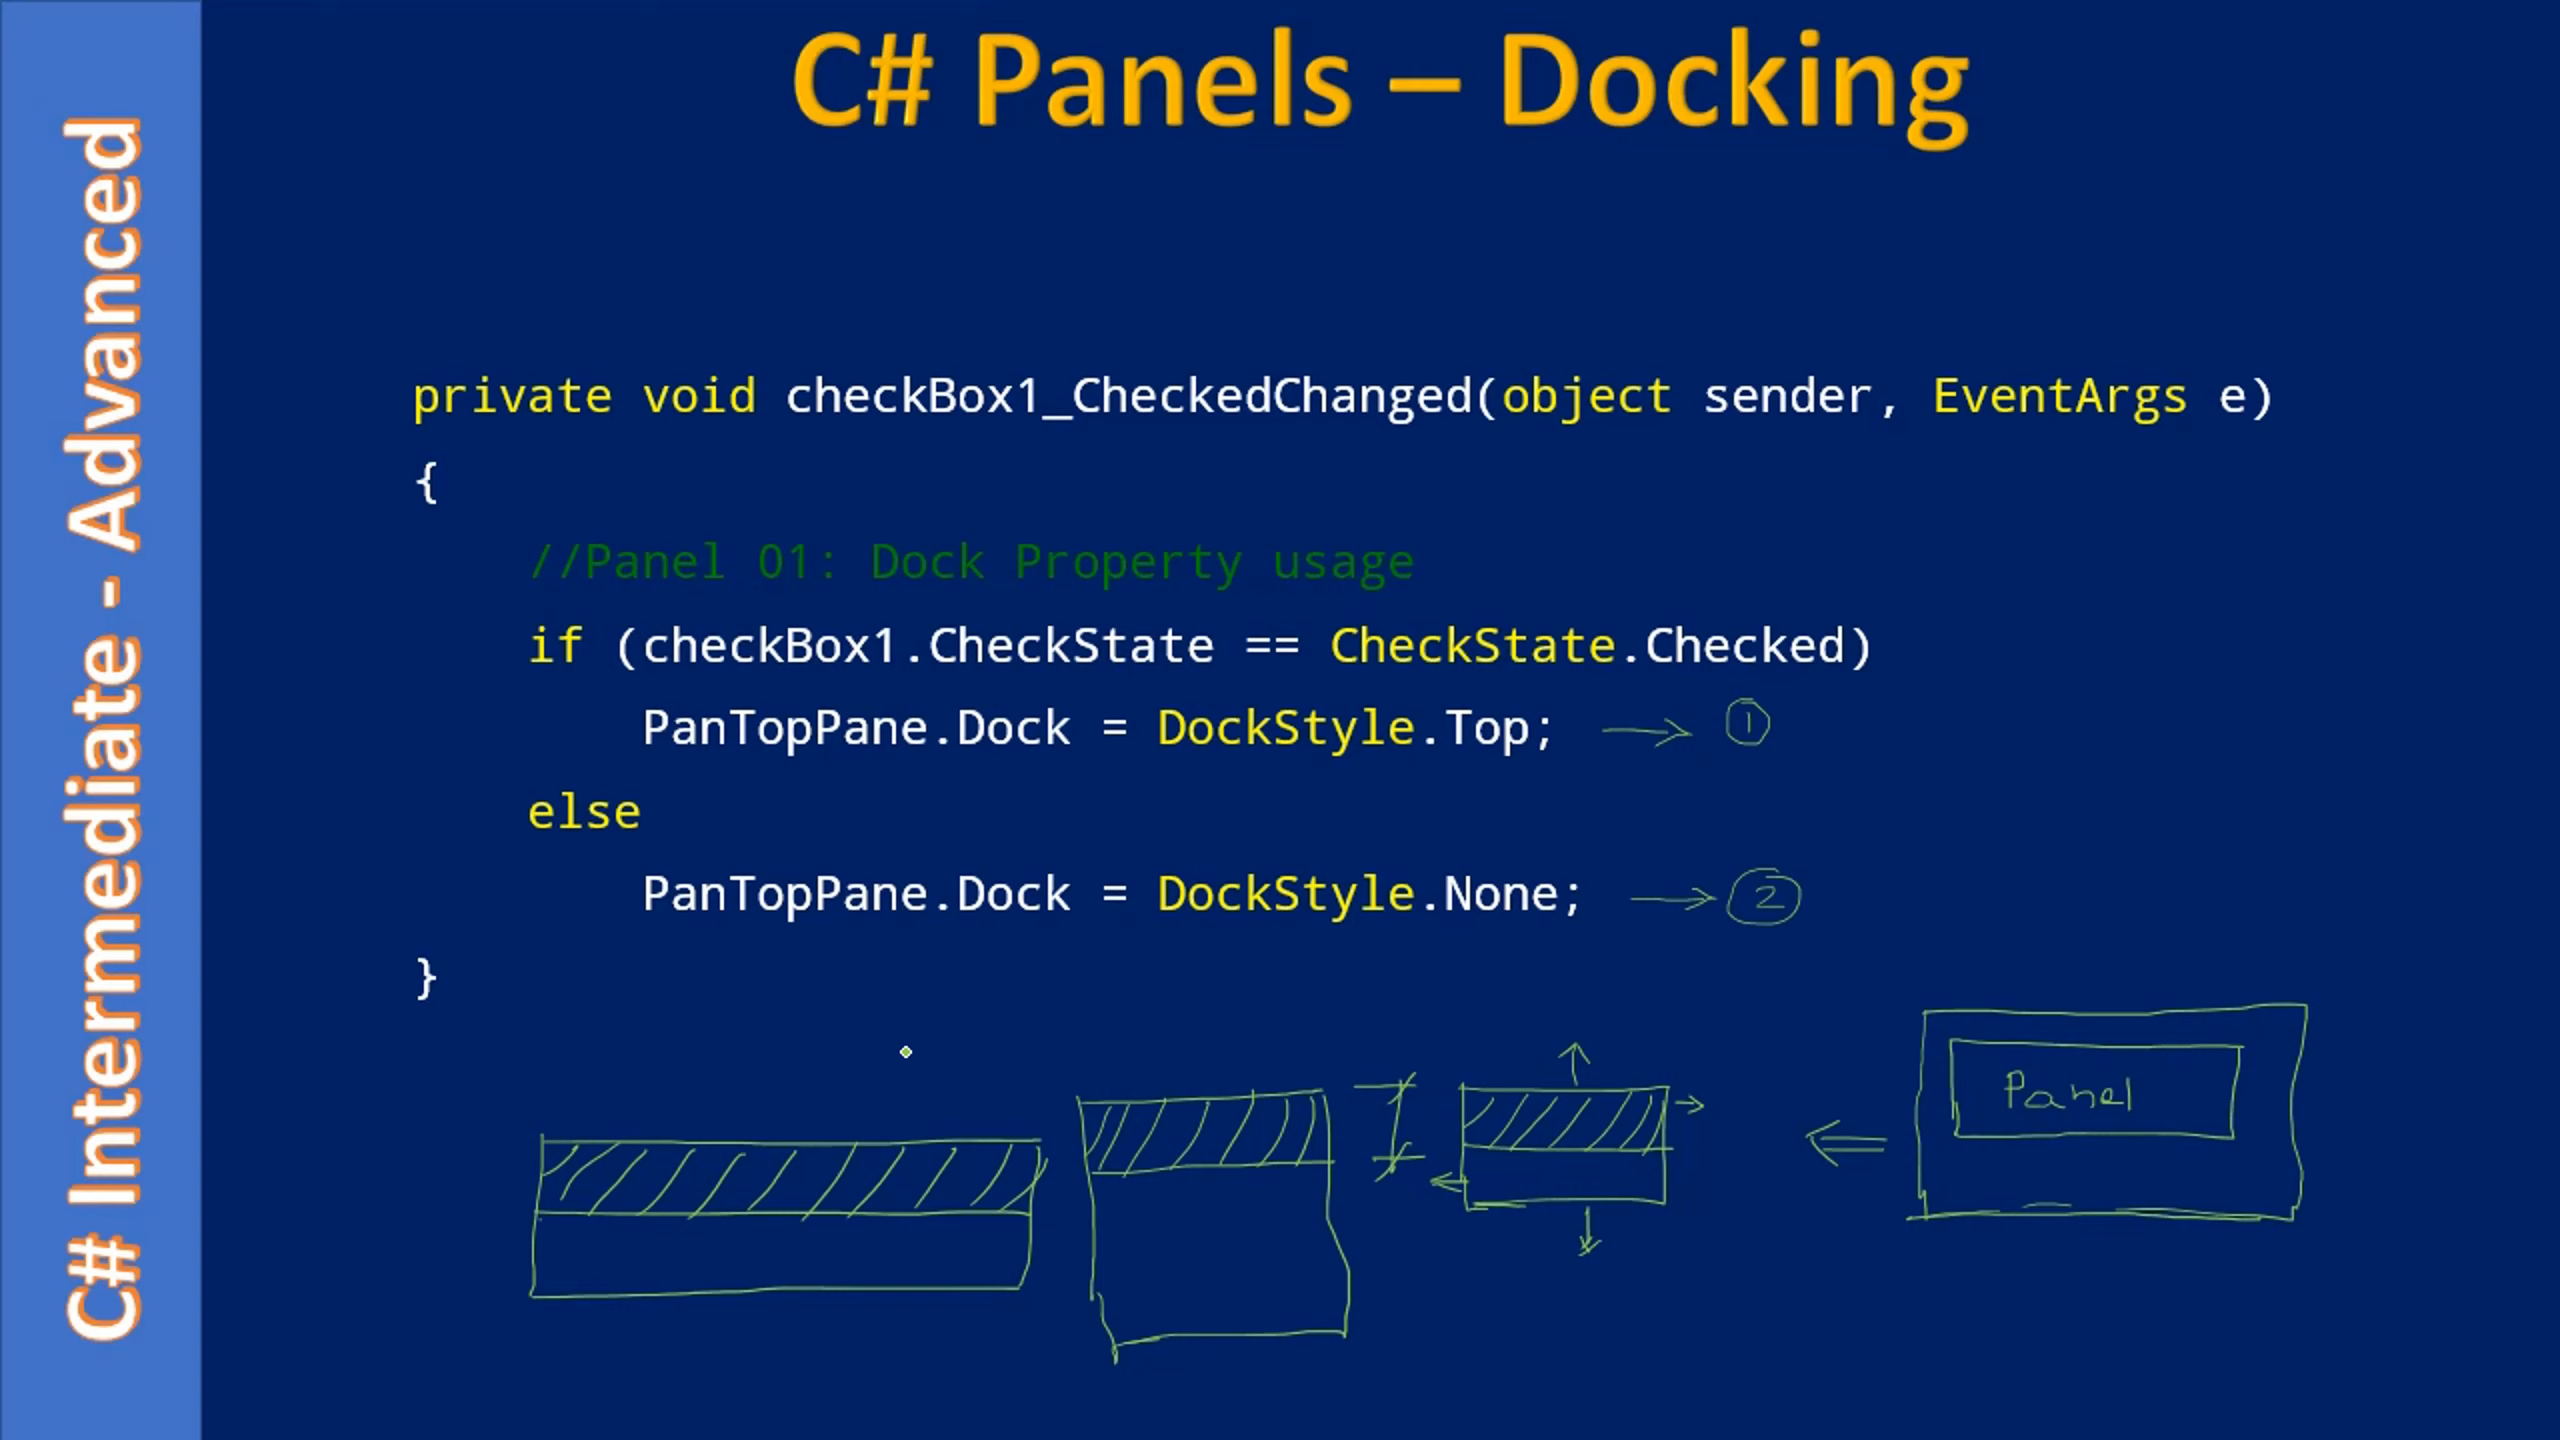 C# Panels – Docking
C# Intermediate - Advanced
private void checkBox1_CheckedChanged(object sender, EventArgs e)
{
//Panel 01: Dock Property usage
if (checkBox1.CheckState == CheckState.Checked)
PanTopPane.Dock = DockStyle.Top; → ①
else
PanTopPane.Dock = DockStyle.None; → ②
}
Panel